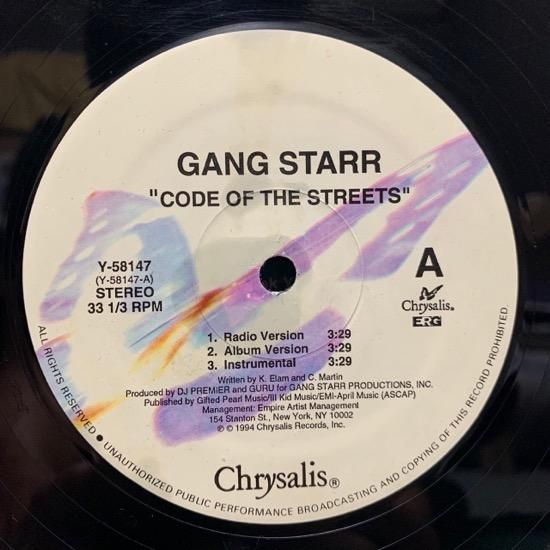 GANG STARR
"CODE OF THE STREETS"
Y-58147
(Y-58147-A)
STEREO
33 1/3 RPM
A
Chrysalis®
ERG
1. Radio Version 3:29
2. Album Version 3:29
3. Instrumental 3:29
Written by K. Elam and C. Martin
Produced by DJ PREMIER and GURU for GANG STARR PRODUCTIONS, INC.
Published by Gifted Pearl Music/Ill Kid Music/EMI-April Music (ASCAP)
Management: Empire Artist Management
154 Stanton St., New York, NY 10002
℗ © 1994 Chrysalis Records, Inc.
Chrysalis®
ALL RIGHTS RESERVED • UNAUTHORIZED PUBLIC PERFORMANCE BROADCASTING AND COPYING OF THIS RECORD PROHIBITED